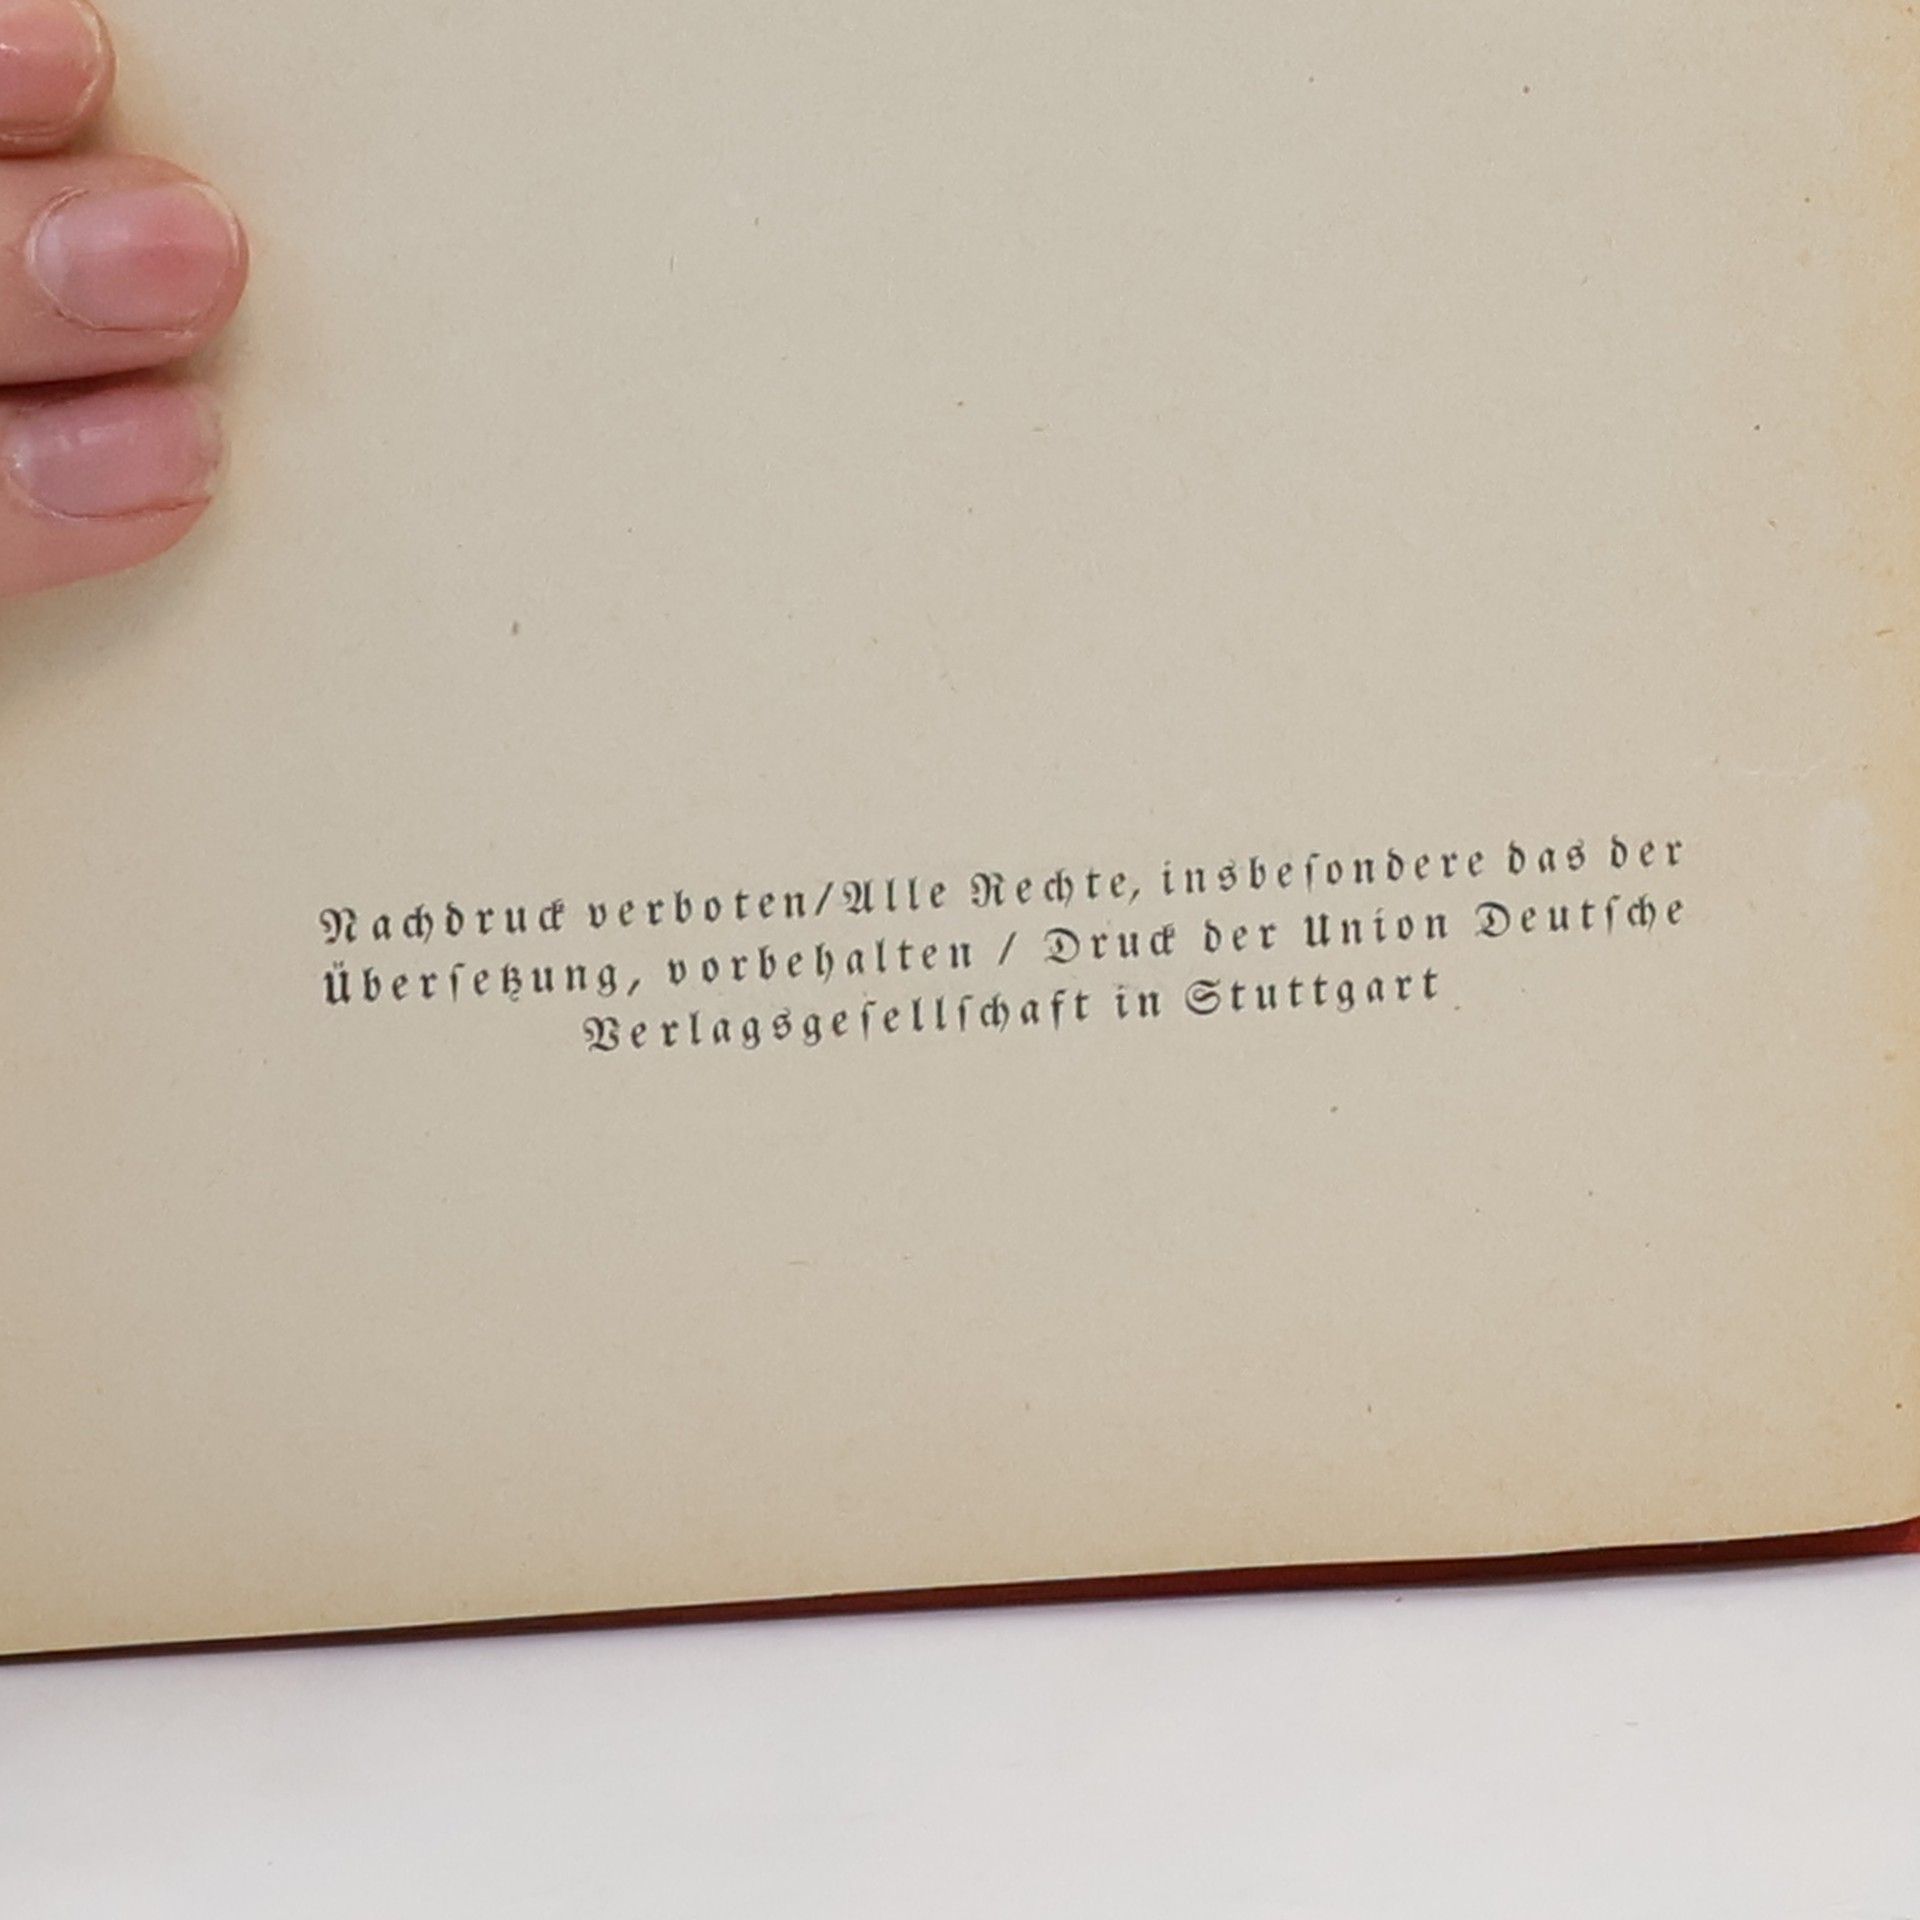 Nachdruck verboten/Alle Rechte, insbeſondere das der
Überſetzung, vorbehalten / Druck der Union Deutſche
Verlagsgeſellſchaft in Stuttgart